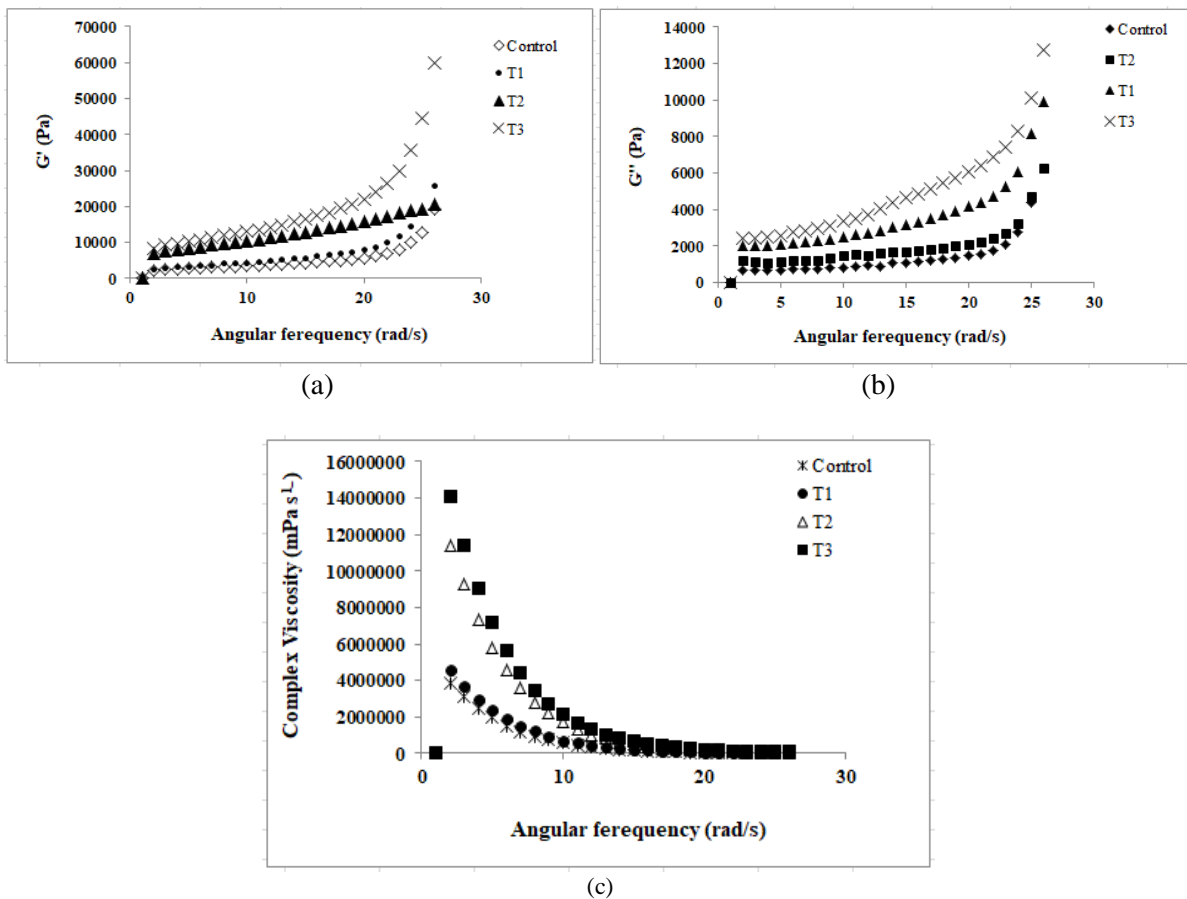 70000
60000
50000
40000
30000
20000
10000
0
G' (Pa)
0 10 20 30
Angular ferequency (rad/s)
Control
T1
T2
T3
(a)
14000
12000
10000
8000
6000
4000
2000
0
G'' (Pa)
0 5 10 15 20 25 30
Angular ferequency (rad/s)
Control
T2
T1
T3
(b)
16000000
14000000
12000000
10000000
8000000
6000000
4000000
2000000
0
Complex Viscosity (mPa s¹⁻)
0 10 20 30
Angular ferequency (rad/s)
Control
T1
T2
T3
(c)